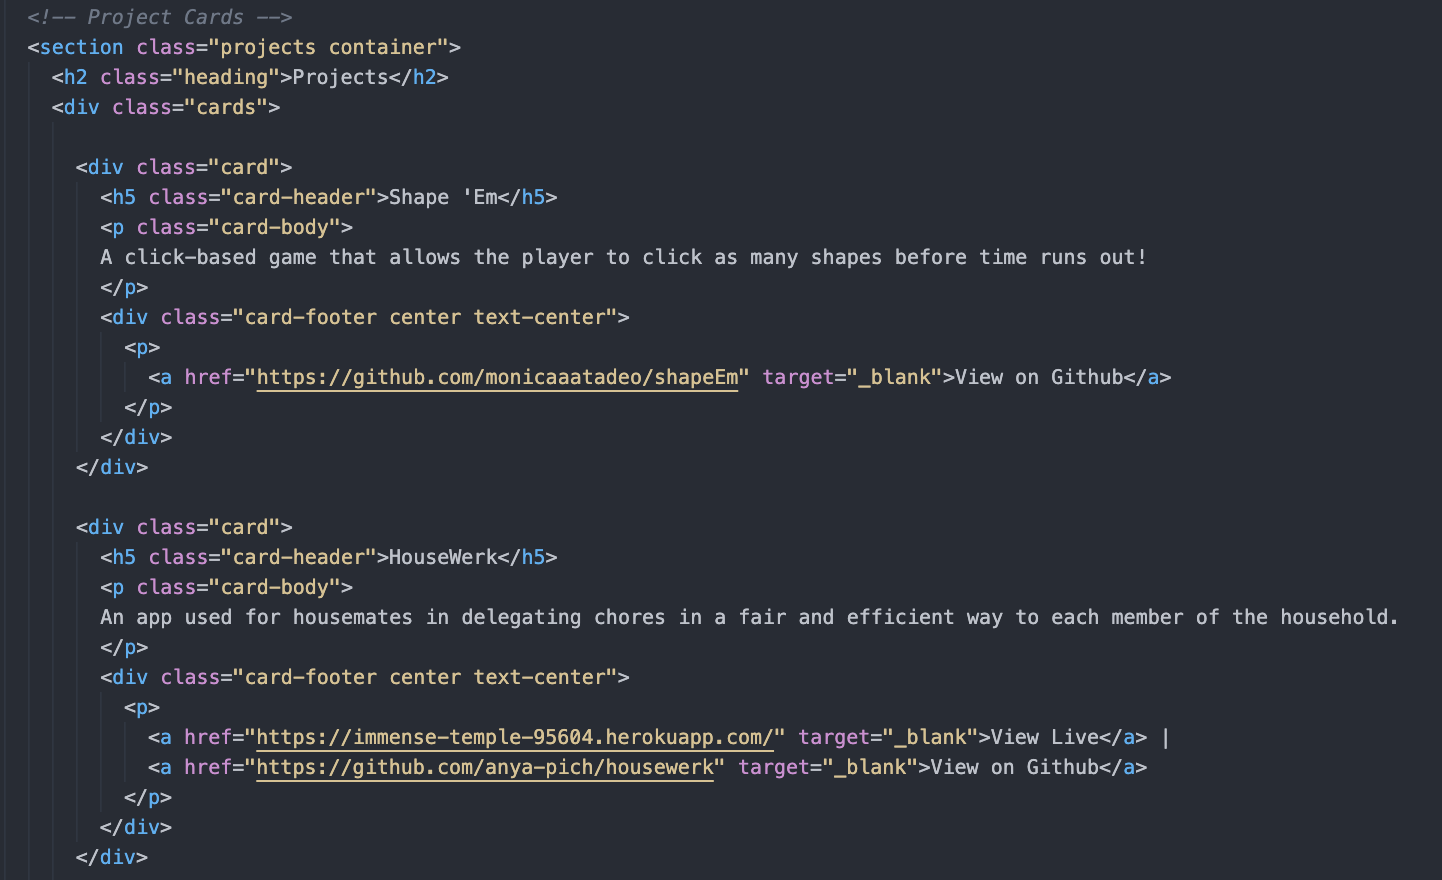 <!-- Project Cards -->
<section class="projects container">
  <h2 class="heading">Projects</h2>
  <div class="cards">

    <div class="card">
      <h5 class="card-header">Shape 'Em</h5>
      <p class="card-body">
      A click-based game that allows the player to click as many shapes before time runs out!
      </p>
      <div class="card-footer center text-center">
        <p>
          <a href="https://github.com/monicaaatadeo/shapeEm" target="_blank">View on Github</a>
        </p>
      </div>
    </div>

    <div class="card">
      <h5 class="card-header">HouseWerk</h5>
      <p class="card-body">
      An app used for housemates in delegating chores in a fair and efficient way to each member of the household.
      </p>
      <div class="card-footer center text-center">
        <p>
          <a href="https://immense-temple-95604.herokuapp.com/" target="_blank">View Live</a> |
          <a href="https://github.com/anya-pich/housewerk" target="_blank">View on Github</a>
        </p>
      </div>
    </div>